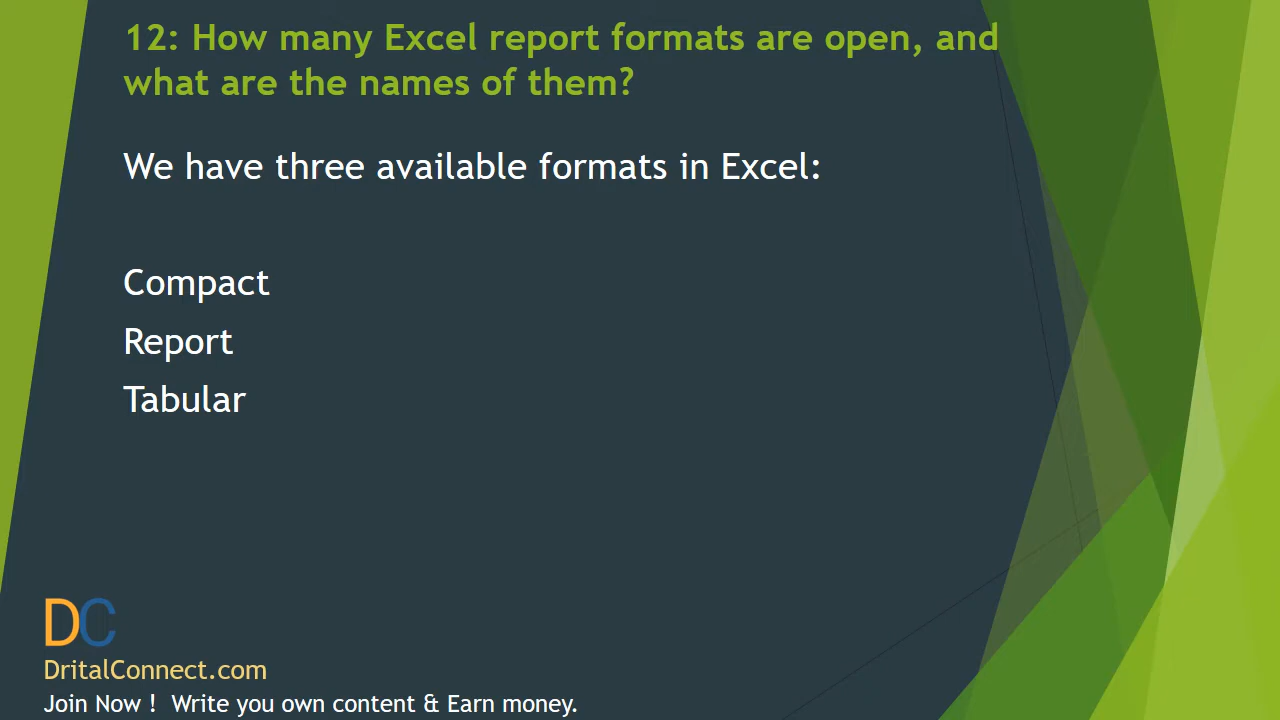 12: How many Excel report formats are open, and
what are the names of them?
We have three available formats in Excel:
Compact
Report
Tabular
DC
DritalConnect.com
Join Now !  Write you own content & Earn money.